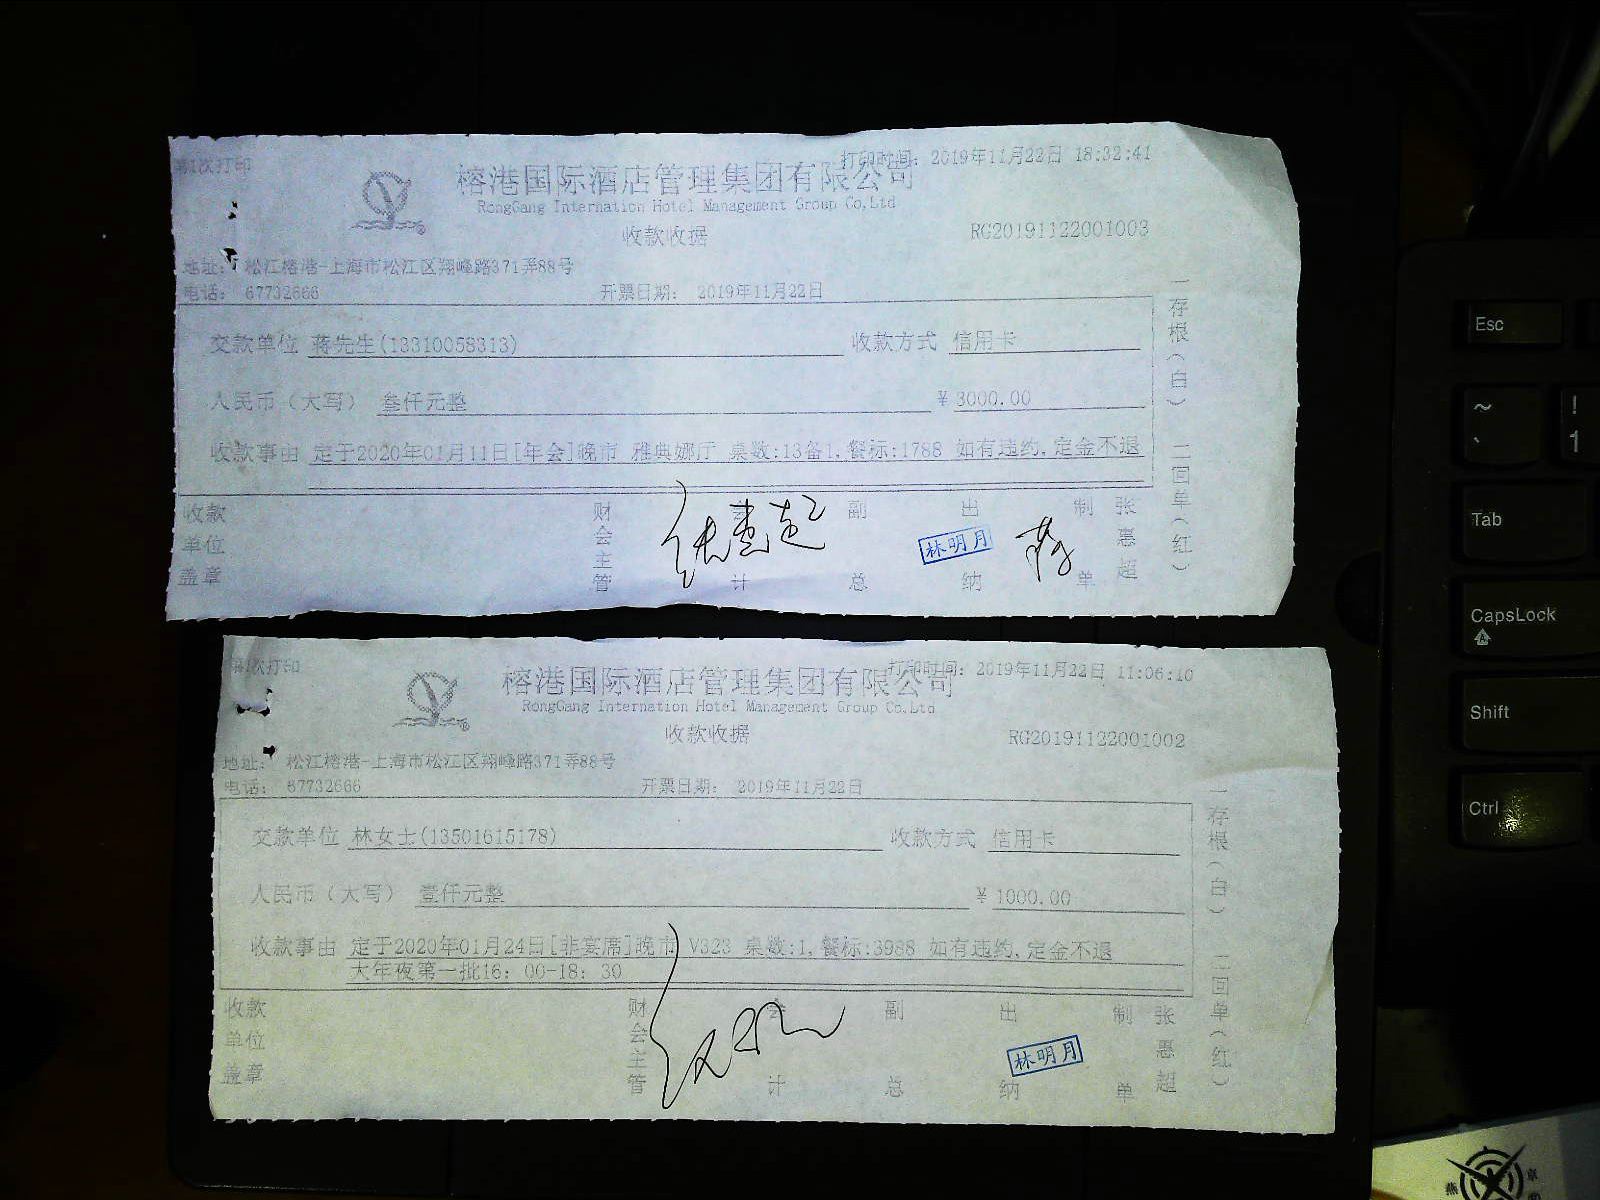 第1次打印
打印时间：2019年11月22日 18:32:41
榕港国际酒店管理集团有限公司
RongGang Internation Hotel Management Group Co,Ltd
收款收据
RG20191122001003
地址：松江榕港-上海市松江区翔峰路371弄88号
电话：67732666 开票日期：2019年11月22日
交款单位 蒋先生(13310058313) 收款方式 信用卡
人民币（大写） 叁仟元整 ¥3000.00
收款事由 定于2020年01月11日[年会]晚市 雅典娜厅 桌数:13备1,餐标:1788 如有违约,定金不退
收款单位盖章 财会主管 会计 副总 出纳 林明月 制单 张惠超
张惠超 蒋
一存根（白） 二回单（红）
第1次打印
打印时间：2019年11月22日 11:06:10
榕港国际酒店管理集团有限公司
RongGang Internation Hotel Management Group Co,Ltd
收款收据
RG20191122001002
地址：松江榕港-上海市松江区翔峰路371弄88号
电话：67732666 开票日期：2019年11月22日
交款单位 林女士(13501615178) 收款方式 信用卡
人民币（大写） 壹仟元整 ¥1000.00
收款事由 定于2020年01月24日[非宴席]晚市 V323 桌数:1,餐标:3988 如有违约,定金不退
大年夜第一批16：00-18：30
收款单位盖章 财会主管 会计 副总 出纳 林明月 制单 张惠超
一存根（白） 二回单（红）
Esc
~ `
! 1
Tab
CapsLock
Shift
Ctrl
燕